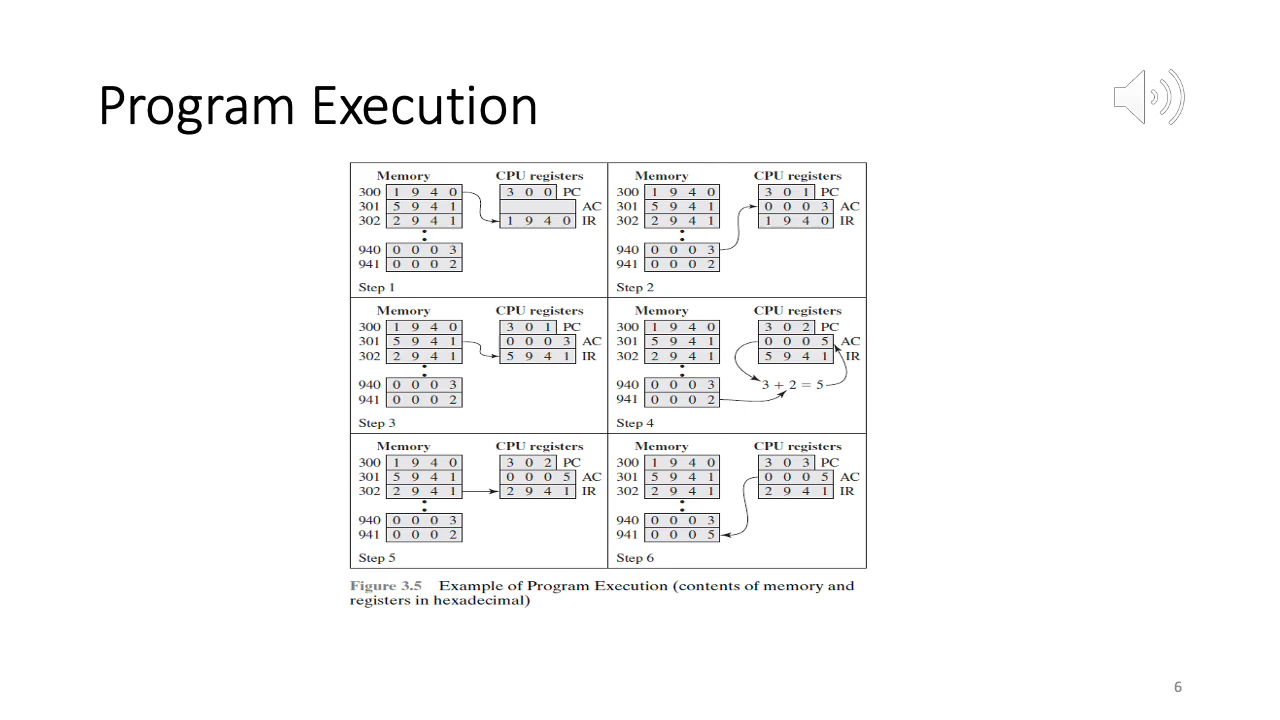 Program Execution
Memory CPU registers
300 1 9 4 0 3 0 0 PC
301 5 9 4 1 AC
302 2 9 4 1 1 9 4 0 IR
940 0 0 0 3
941 0 0 0 2
Step 1
Memory CPU registers
300 1 9 4 0 3 0 1 PC
301 5 9 4 1 0 0 0 3 AC
302 2 9 4 1 1 9 4 0 IR
940 0 0 0 3
941 0 0 0 2
Step 2
Memory CPU registers
300 1 9 4 0 3 0 1 PC
301 5 9 4 1 0 0 0 3 AC
302 2 9 4 1 5 9 4 1 IR
940 0 0 0 3
941 0 0 0 2
Step 3
Memory CPU registers
300 1 9 4 0 3 0 2 PC
301 5 9 4 1 0 0 0 5 AC
302 2 9 4 1 5 9 4 1 IR
940 0 0 0 3 3 + 2 = 5
941 0 0 0 2
Step 4
Memory CPU registers
300 1 9 4 0 3 0 2 PC
301 5 9 4 1 0 0 0 5 AC
302 2 9 4 1 2 9 4 1 IR
940 0 0 0 3
941 0 0 0 2
Step 5
Memory CPU registers
300 1 9 4 0 3 0 3 PC
301 5 9 4 1 0 0 0 5 AC
302 2 9 4 1 2 9 4 1 IR
940 0 0 0 3
941 0 0 0 5
Step 6
Figure 3.5 Example of Program Execution (contents of memory and
registers in hexadecimal)
6